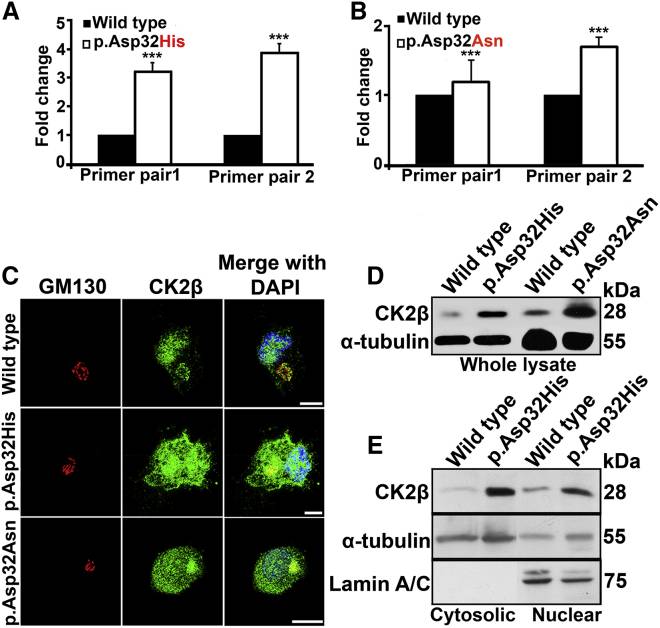 A
Wild type
p.Asp32His
Fold change
5
4
3
2
1
0
***
***
Primer pair1
Primer pair 2
B
Wild type
p.Asp32Asn
Fold change
2
1
0
***
***
Primer pair1
Primer pair 2
C
GM130
CK2β
Merge with
DAPI
Wild type
p.Asp32His
p.Asp32Asn
D
Wild type
p.Asp32His
Wild type
p.Asp32Asn
kDa
CK2β
28
α-tubulin
55
Whole lysate
E
Wild type
p.Asp32His
Wild type
p.Asp32His
kDa
CK2β
28
α-tubulin
55
Lamin A/C
75
Cytosolic
Nuclear